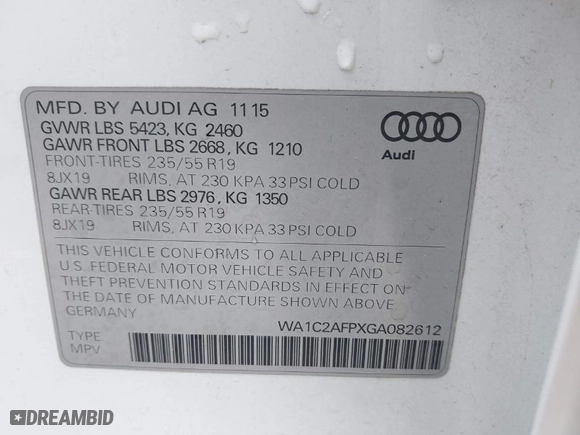 MFD. BY AUDI AG 11 15
GVWR LBS 5423, KG 2460
GAWR FRONT LBS 2668, KG 1210
FRONT-TIRES 235/55 R19
8JX19 RIMS, AT 230 KPA 33 PSI COLD
GAWR REAR LBS 2976, KG 1350
REAR-TIRES 235/55 R19
8JX19 RIMS, AT 230 KPA 33 PSI COLD
Audi
THIS VEHICLE CONFORMS TO ALL APPLICABLE
U.S. FEDERAL MOTOR VEHICLE SAFETY AND
THEFT PREVENTION STANDARDS IN EFFECT ON
THE DATE OF MANUFACTURE SHOWN ABOVE
GERMANY
WA1C2AFPXGA082612
TYPE
MPV
DREAMBID